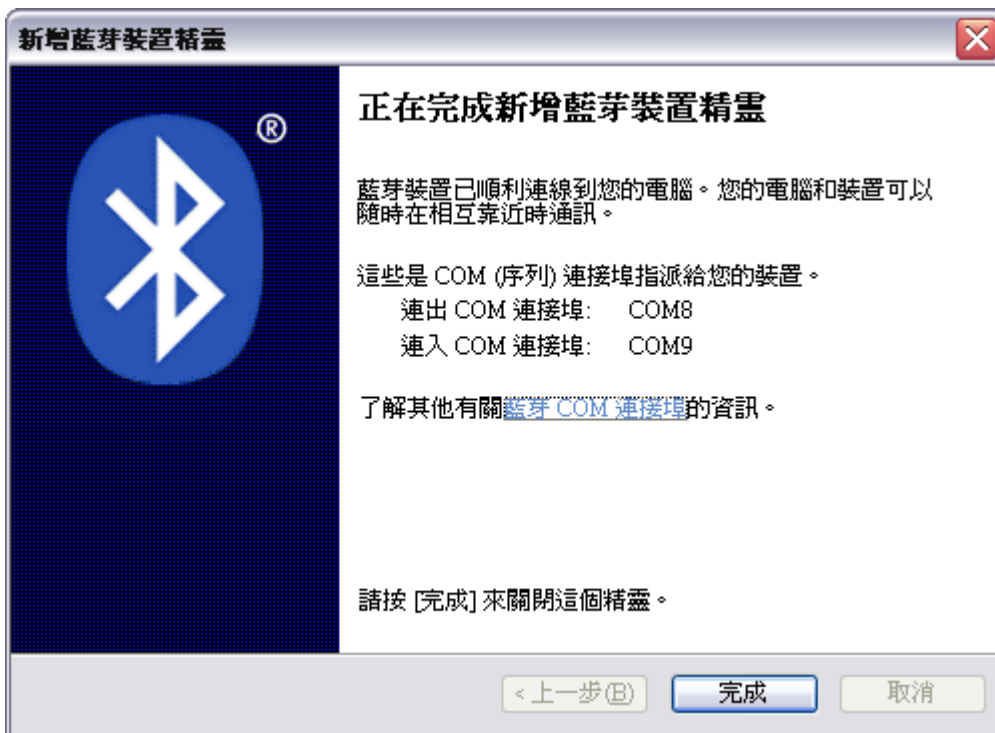 新增藍芽裝置精靈
®
正在完成新增藍芽裝置精靈
藍芽裝置已順利連線到您的電腦。您的電腦和裝置可以
隨時在相互靠近時通訊。
這些是 COM (序列) 連接埠指派給您的裝置。
連出 COM 連接埠: COM8
連入 COM 連接埠: COM9
了解其他有關藍芽 COM 連接埠的資訊。
請按 [完成] 來關閉這個精靈。
<上一步(B) 完成 取消